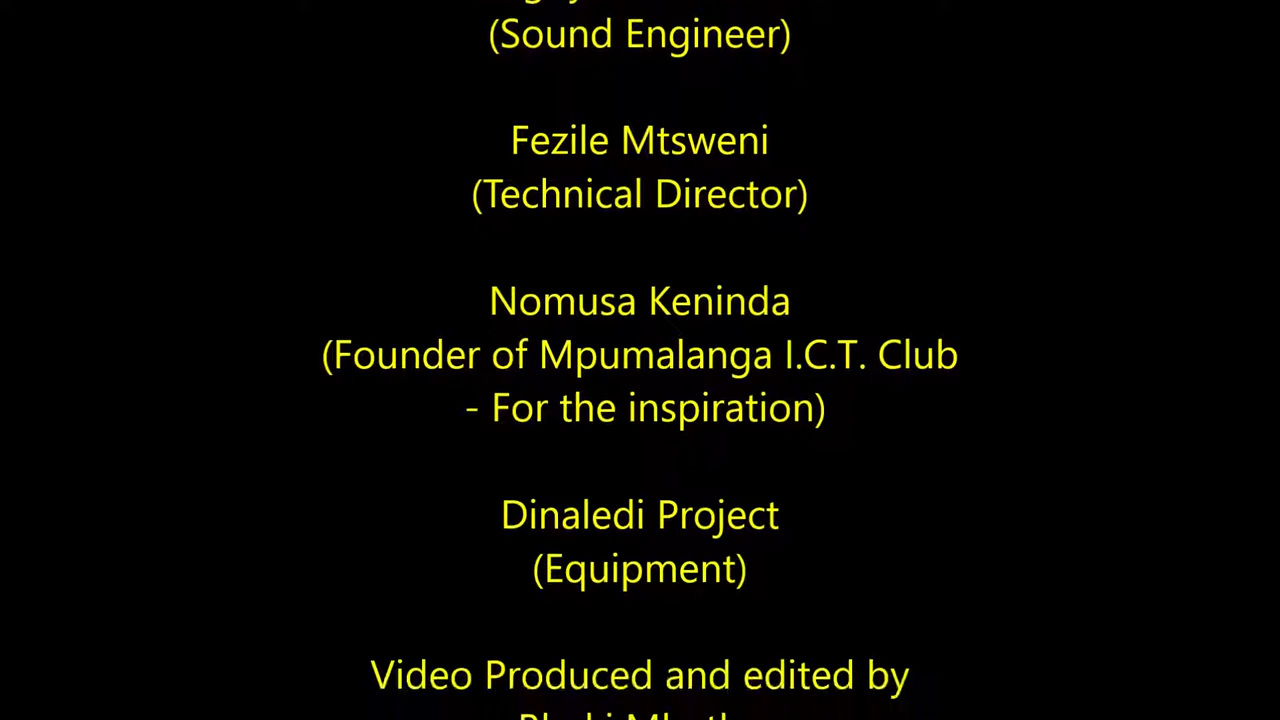 (Sound Engineer)
Fezile Mtsweni
(Technical Director)
Nomusa Keninda
(Founder of Mpumalanga I.C.T. Club
- For the inspiration)
Dinaledi Project
(Equipment)
Video Produced and edited by